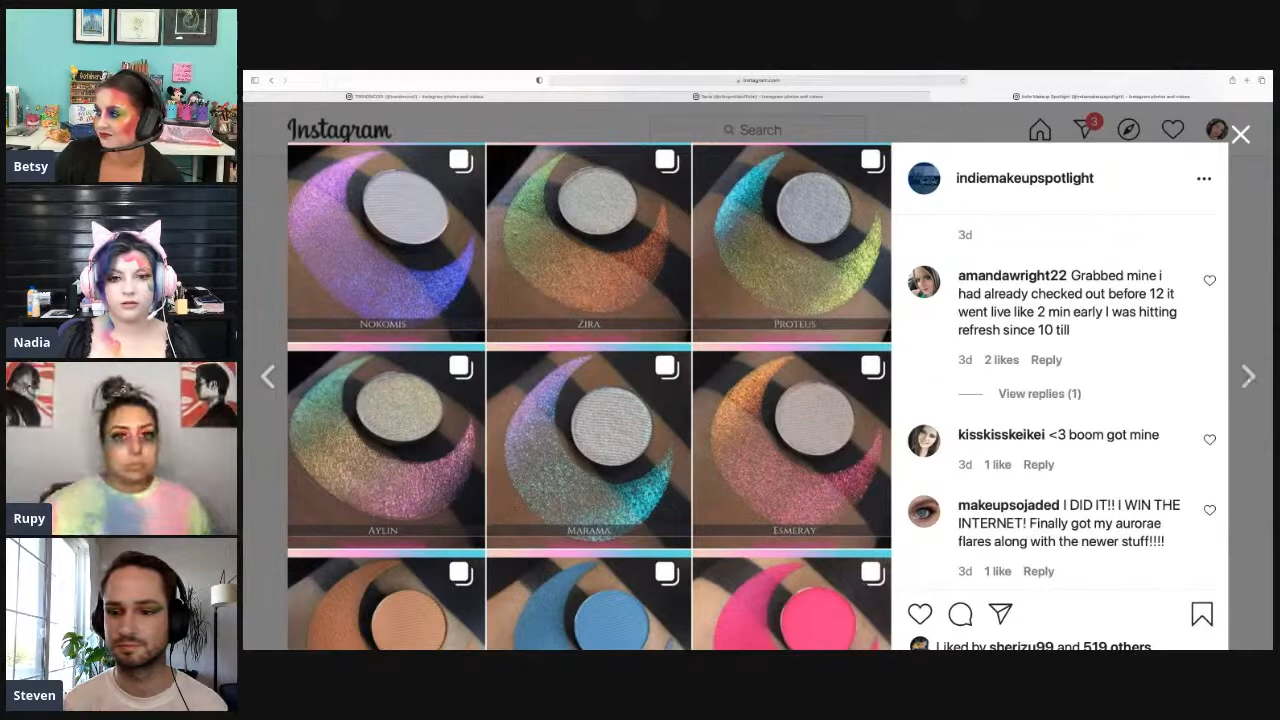 Betsy
Nadia
Rupy
Steven
Instagram
Search
3
NOKOMIS
ZIRA
PROTEUS
AYLIN
MARAMA
ESMERAY
indiemakeupspotlight
3d
amandawright22 Grabbed mine i
had already checked out before 12 it
went live like 2 min early I was hitting
refresh since 10 till
3d 2 likes Reply
View replies (1)
kisskisskeikei <3 boom got mine
3d 1 like Reply
makeupsojaded I DID IT!! I WIN THE
INTERNET! Finally got my aurorae
flares along with the newer stuff!!!!
3d 1 like Reply
Liked by sherizu99 and 519 others